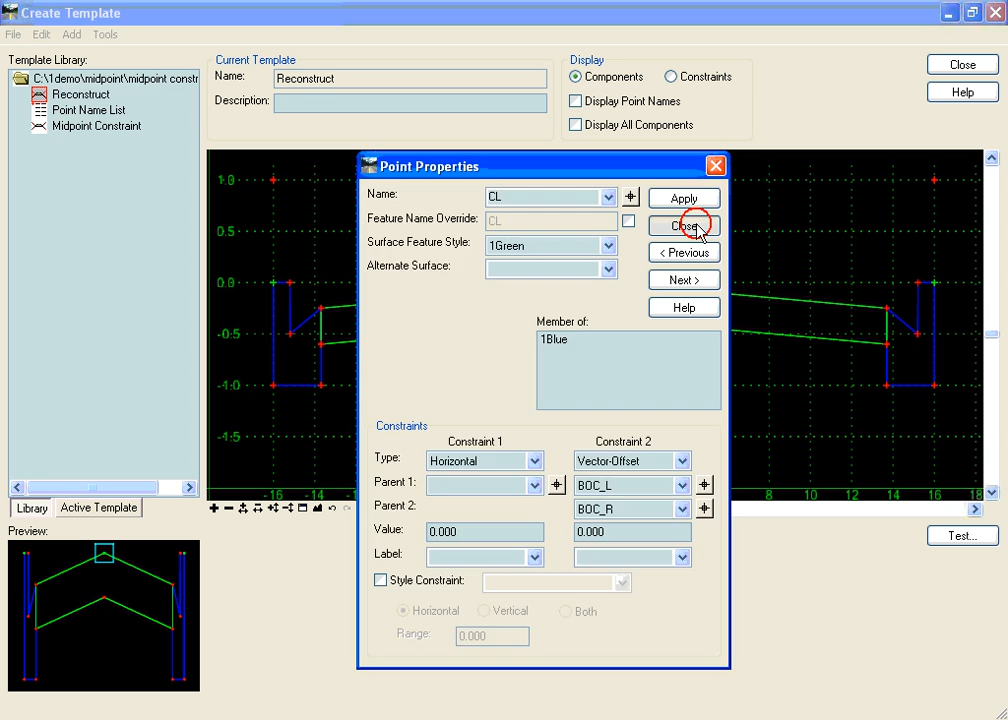 Create Template
File Edit Add Tools
Template Library:
C:\1demo\midpoint\midpoint constr
Reconstruct
Point Name List
Midpoint Constraint
Library
Active Template
Preview:
Current Template
Name: Reconstruct
Description:
Display
Components
Constraints
Display Point Names
Display All Components
Close
Help
1.0
0.5
0.0
-0.5
-1.0
-1.5
-16 -14
8 10 12 14 16 18
Test...
Point Properties
Name: CL
Feature Name Override: CL
Surface Feature Style: 1Green
Alternate Surface:
Apply
Close
< Previous
Next >
Help
Member of:
1Blue
Constraints
Constraint 1
Constraint 2
Type: Horizontal Vector-Offset
Parent 1: BOC_L
Parent 2: BOC_R
Value: 0.000 0.000
Label:
Style Constraint:
Horizontal Vertical Both
Range: 0.000